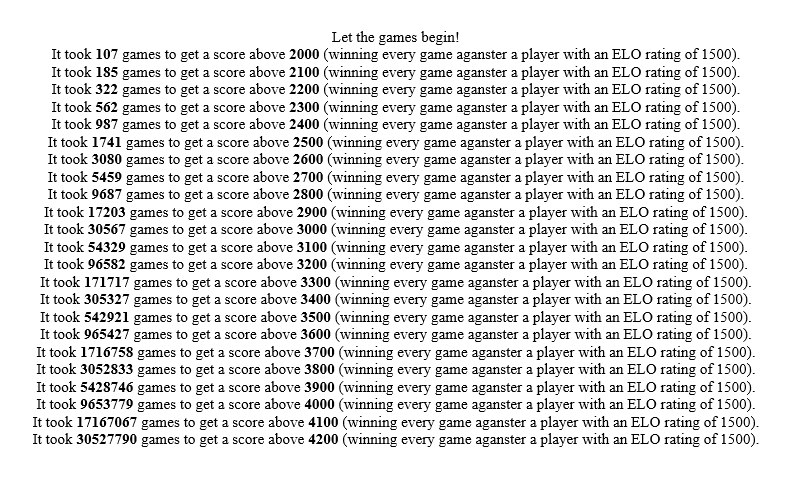 Let the games begin!
It took 107 games to get a score above 2000 (winning every game aganster a player with an ELO rating of 1500).
It took 185 games to get a score above 2100 (winning every game aganster a player with an ELO rating of 1500).
It took 322 games to get a score above 2200 (winning every game aganster a player with an ELO rating of 1500).
It took 562 games to get a score above 2300 (winning every game aganster a player with an ELO rating of 1500).
It took 987 games to get a score above 2400 (winning every game aganster a player with an ELO rating of 1500).
It took 1741 games to get a score above 2500 (winning every game aganster a player with an ELO rating of 1500).
It took 3080 games to get a score above 2600 (winning every game aganster a player with an ELO rating of 1500).
It took 5459 games to get a score above 2700 (winning every game aganster a player with an ELO rating of 1500).
It took 9687 games to get a score above 2800 (winning every game aganster a player with an ELO rating of 1500).
It took 17203 games to get a score above 2900 (winning every game aganster a player with an ELO rating of 1500).
It took 30567 games to get a score above 3000 (winning every game aganster a player with an ELO rating of 1500).
It took 54329 games to get a score above 3100 (winning every game aganster a player with an ELO rating of 1500).
It took 96582 games to get a score above 3200 (winning every game aganster a player with an ELO rating of 1500).
It took 171717 games to get a score above 3300 (winning every game aganster a player with an ELO rating of 1500).
It took 305327 games to get a score above 3400 (winning every game aganster a player with an ELO rating of 1500).
It took 542921 games to get a score above 3500 (winning every game aganster a player with an ELO rating of 1500).
It took 965427 games to get a score above 3600 (winning every game aganster a player with an ELO rating of 1500).
It took 1716758 games to get a score above 3700 (winning every game aganster a player with an ELO rating of 1500).
It took 3052833 games to get a score above 3800 (winning every game aganster a player with an ELO rating of 1500).
It took 5428746 games to get a score above 3900 (winning every game aganster a player with an ELO rating of 1500).
It took 9653779 games to get a score above 4000 (winning every game aganster a player with an ELO rating of 1500).
It took 17167067 games to get a score above 4100 (winning every game aganster a player with an ELO rating of 1500).
It took 30527790 games to get a score above 4200 (winning every game aganster a player with an ELO rating of 1500).